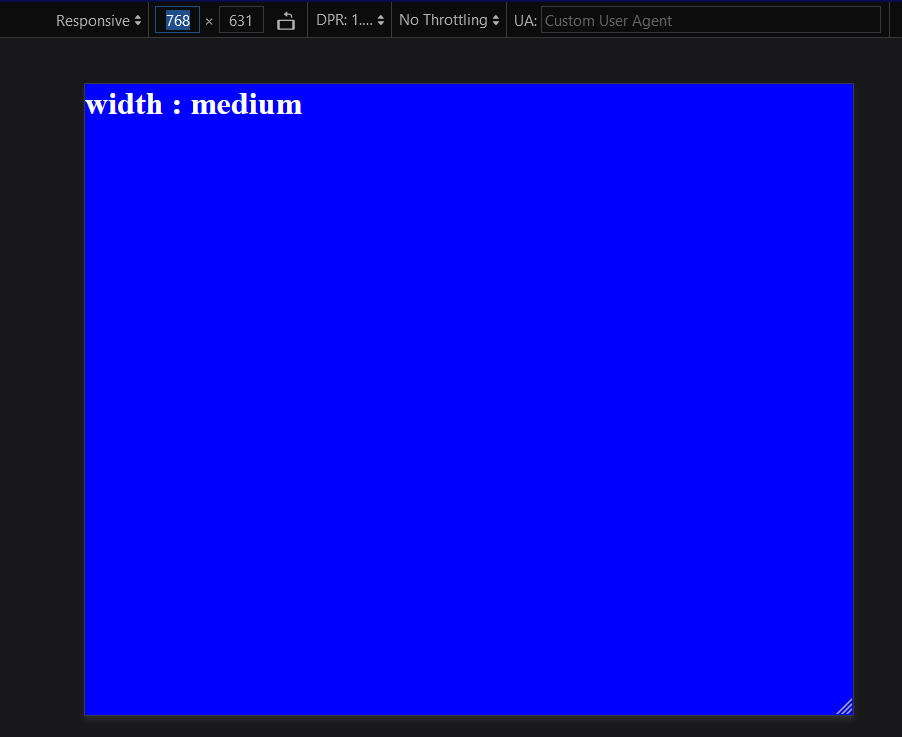 Responsive 768 × 631 DPR: 1.... No Throttling UA: Custom User Agent
width : medium